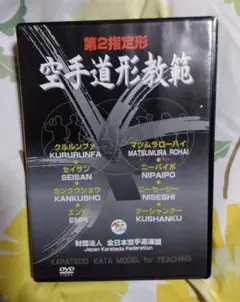 第2指定形
空手道形教範
クルルンファ
KURURUNFA
セイサン
SEISAN
カンクウショウ
KANKUSHO
エンピ
ENPI
マツムラローハイ
MATSUMURA ROHAI
ニーパイポ
NIPAIPO
ニーセーシー
NISESHI
クーシャンクー
KUSHANKU
財団法人 全日本空手道連盟
Japan Karatedo Federation
DVD
KARATEDO KATA MODEL for TEACHING